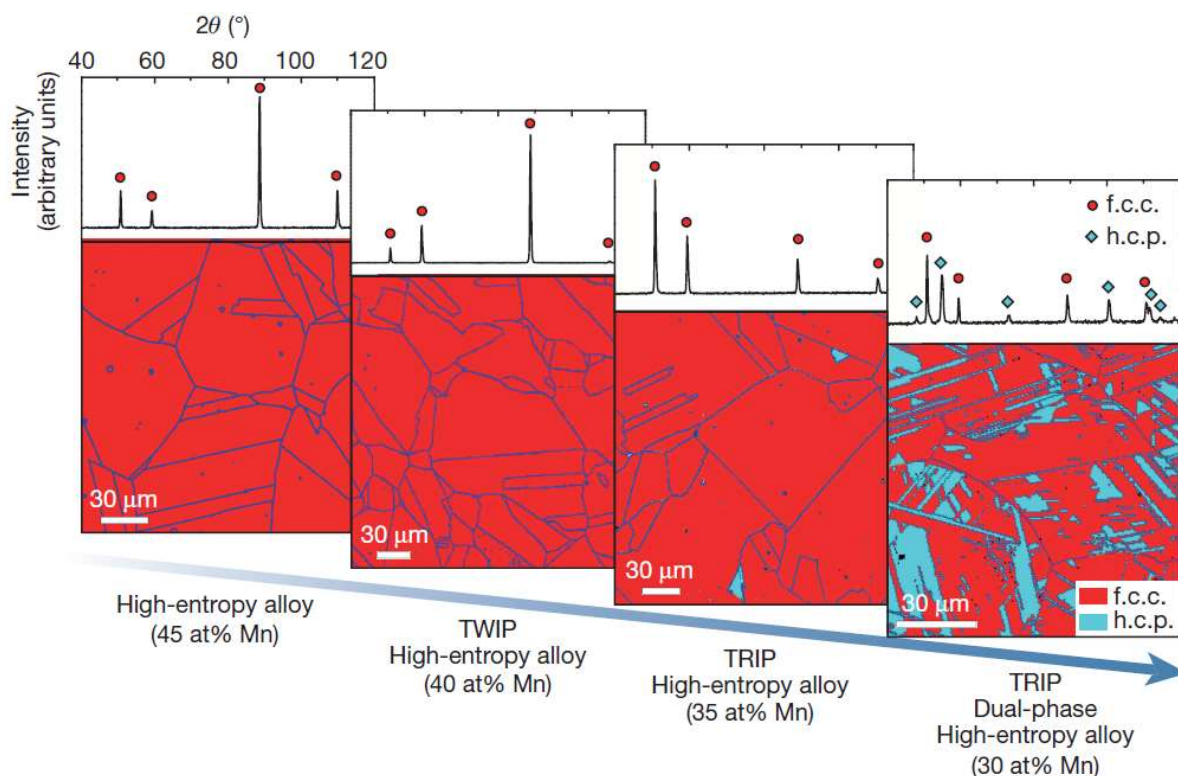 2θ (°)
40 60 80 100 120
Intensity
(arbitrary units)
f.c.c.
h.c.p.
30 μm
30 μm
30 μm
30 μm
f.c.c.
h.c.p.
High-entropy alloy
(45 at% Mn)
TWIP
High-entropy alloy
(40 at% Mn)
TRIP
High-entropy alloy
(35 at% Mn)
TRIP
Dual-phase
High-entropy alloy
(30 at% Mn)